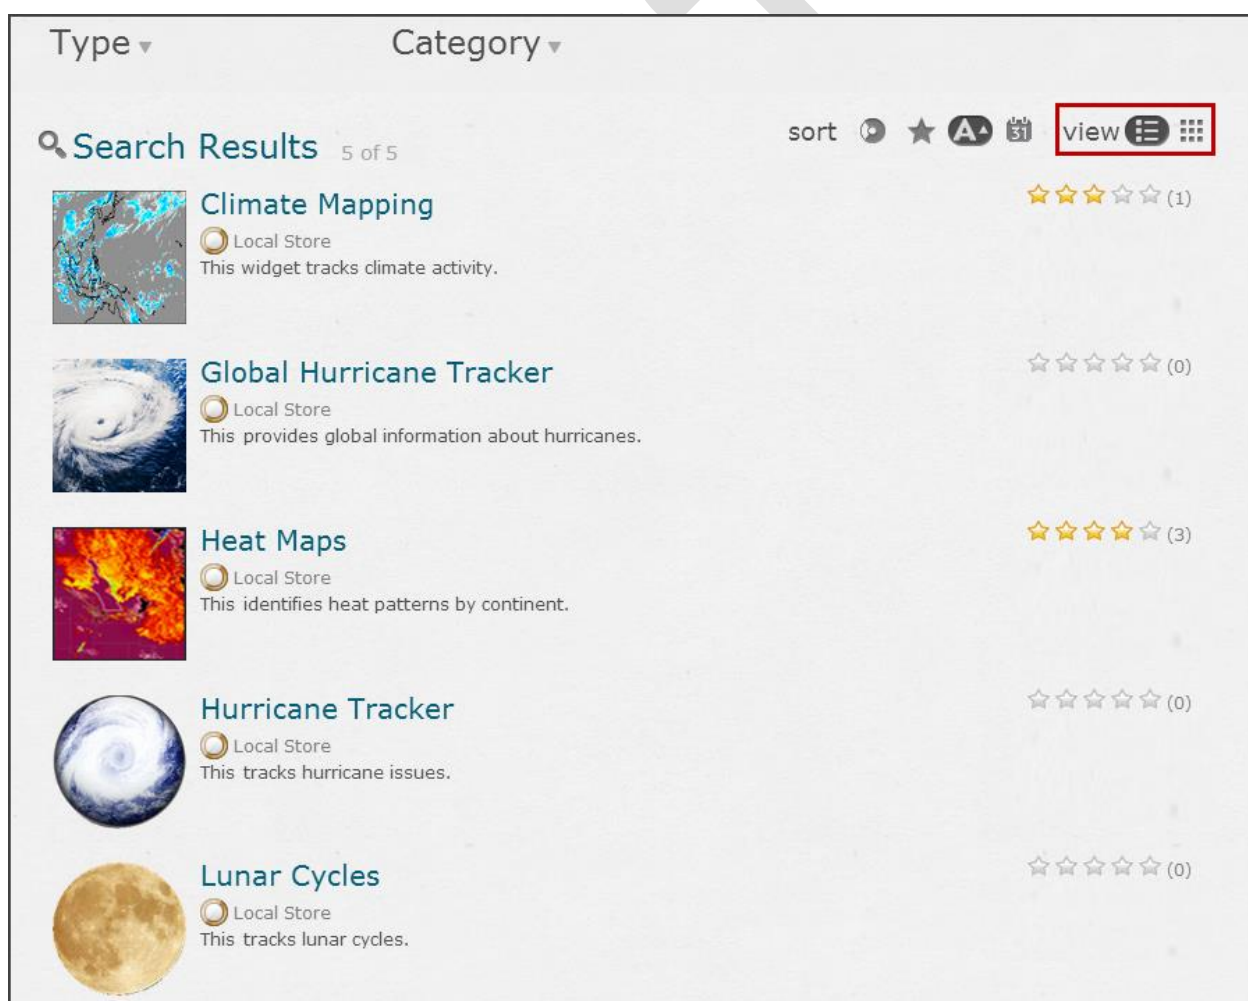 Type Category
Search Results 5 of 5 sort A 31 view
Climate Mapping (1)
Local Store
This widget tracks climate activity.
Global Hurricane Tracker (0)
Local Store
This provides global information about hurricanes.
Heat Maps (3)
Local Store
This identifies heat patterns by continent.
Hurricane Tracker (0)
Local Store
This tracks hurricane issues.
Lunar Cycles (0)
Local Store
This tracks lunar cycles.